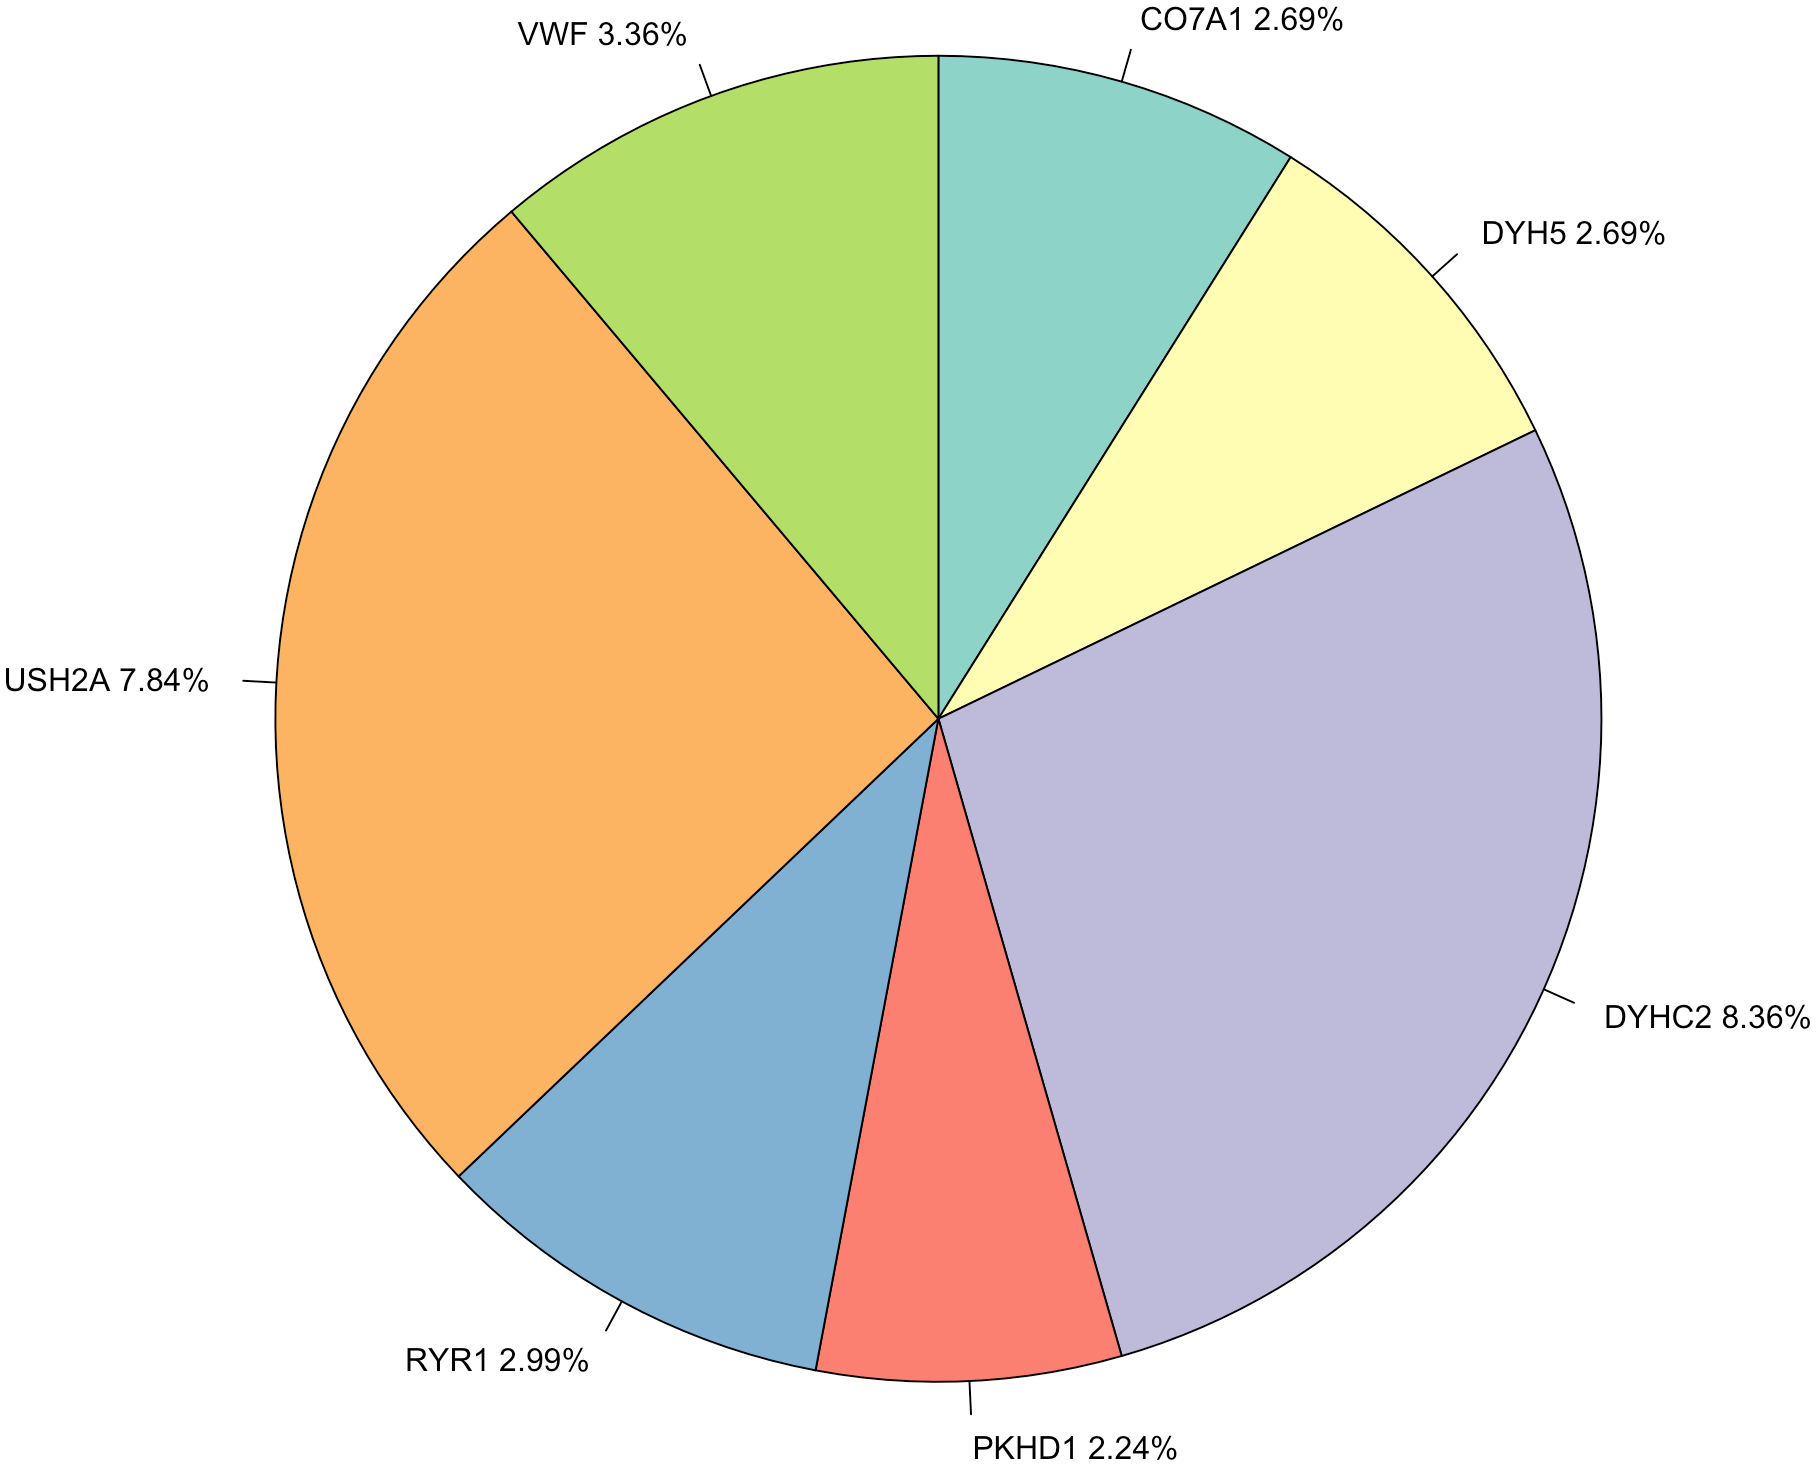 CO7A1 2.69%
VWF 3.36%
DYH5 2.69%
USH2A 7.84%
DYHC2 8.36%
RYR1 2.99%
PKHD1 2.24%